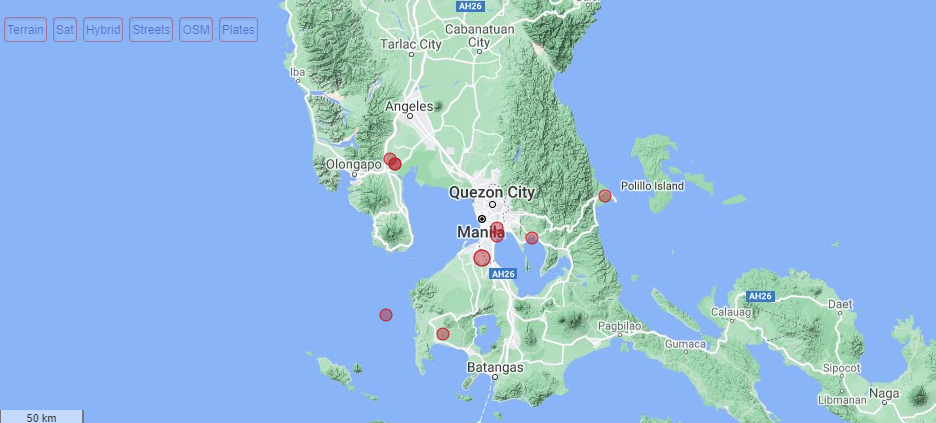 AH26
Terrain
Sat
Hybrid
Streets
OSM
Plates
Cabanatuan
City
Tarlac City
Iba
Angeles
Olongapo
Quezon City
Polillo Island
Manila
AH26
AH26
Daet
Calauag
Pagbilao
Gumaca
Batangas
Sipocot
Libmanan
Naga
50 km